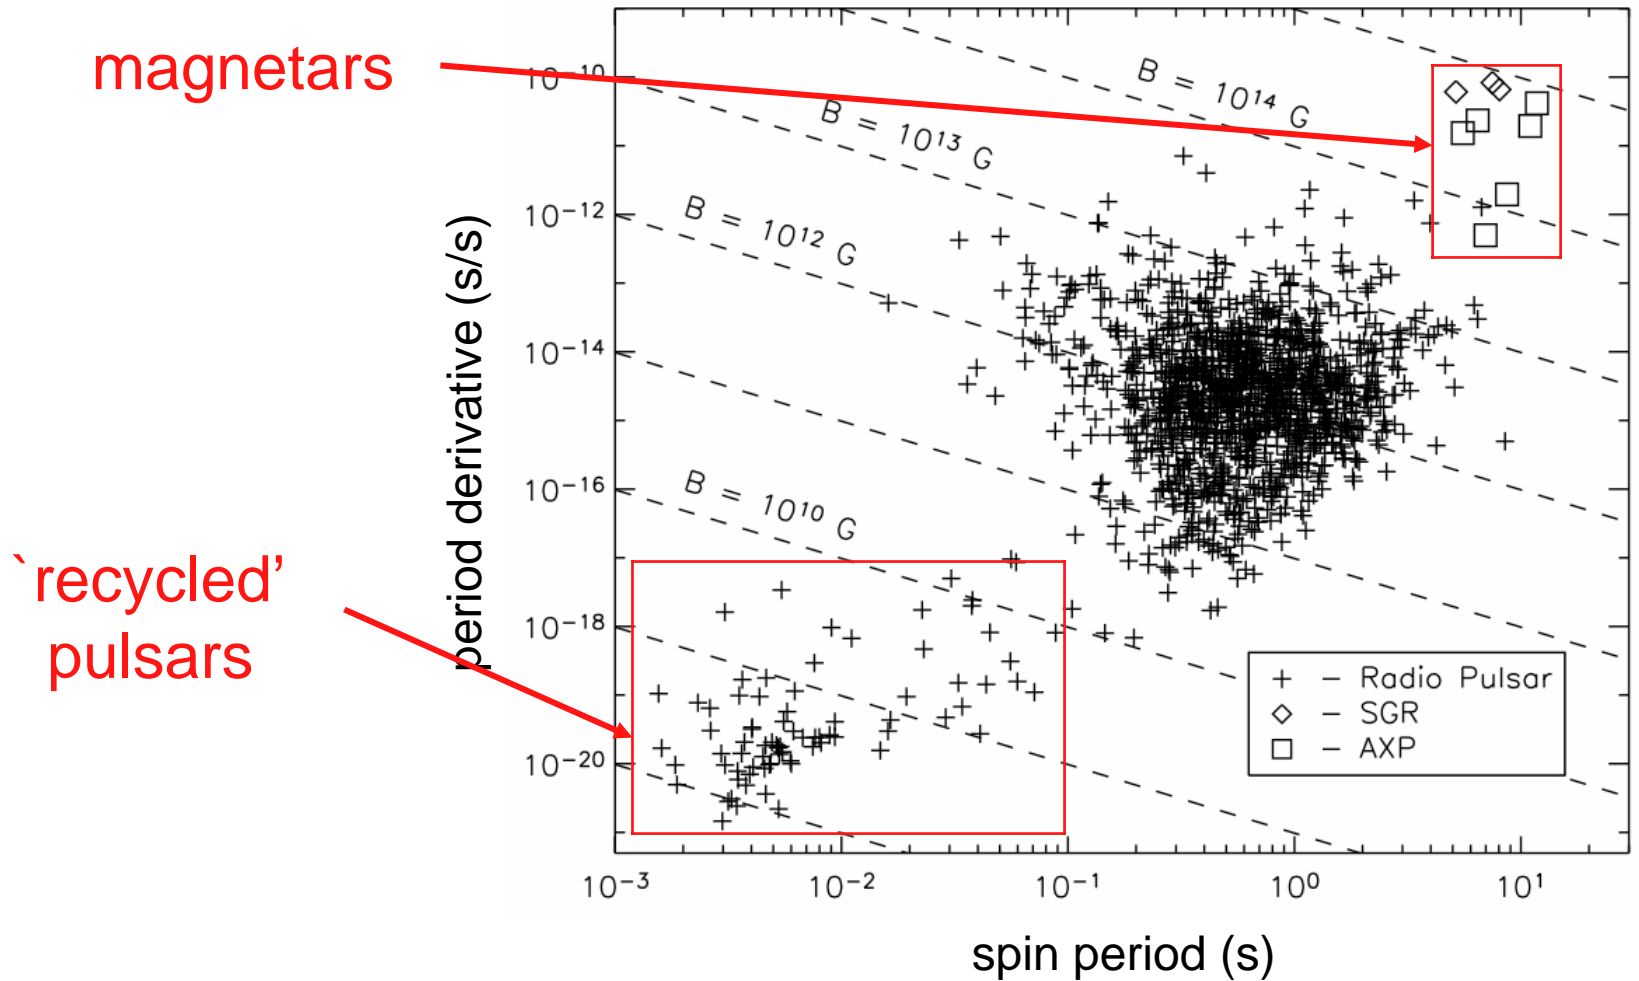 magnetars
`recycled’
pulsars
period derivative (s/s)
10⁻¹⁰
10⁻¹²
10⁻¹⁴
10⁻¹⁶
10⁻¹⁸
10⁻²⁰
B = 10¹⁴ G
B = 10¹³ G
B = 10¹² G
B = 10¹⁰ G
+ – Radio Pulsar
◇ – SGR
□ – AXP
10⁻³ 10⁻² 10⁻¹ 10⁰ 10¹
spin period (s)